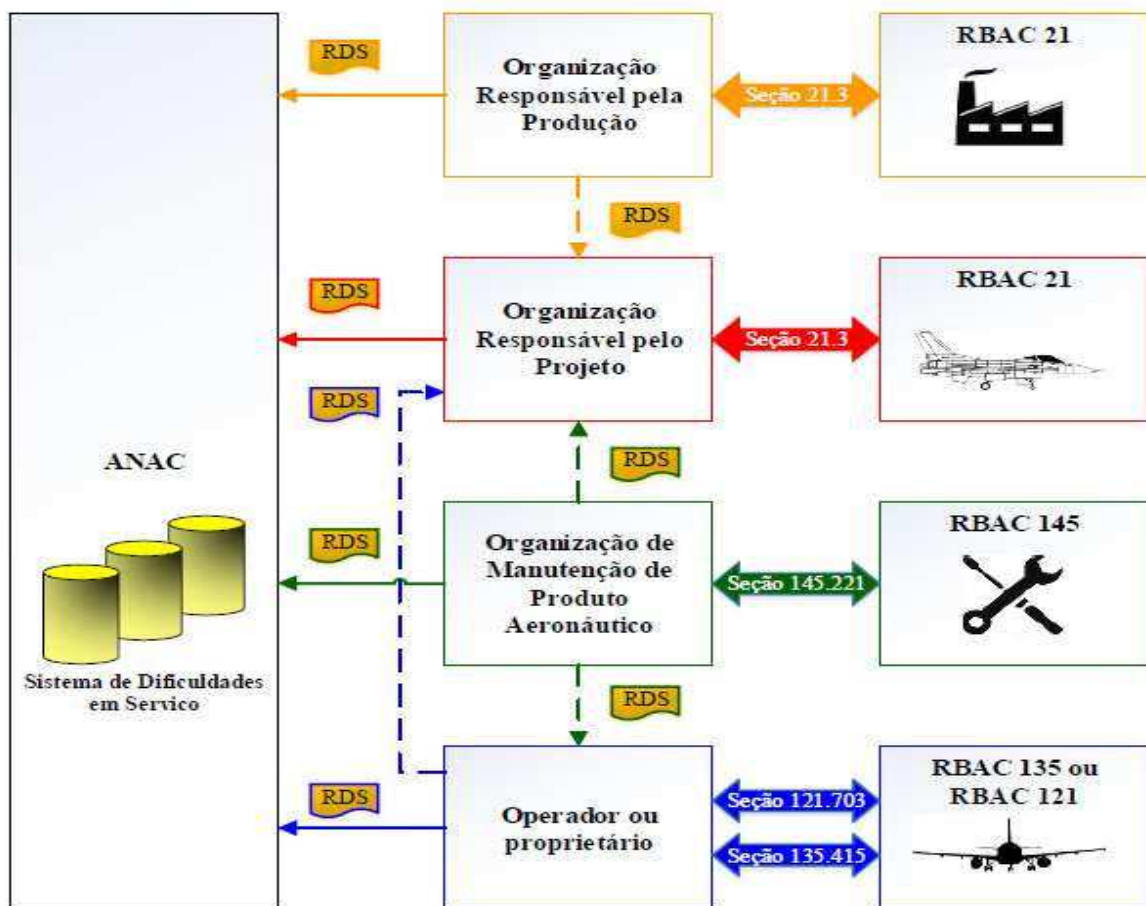 RDS
Organização
Responsável pela
Produção
Seção 21.3
RBAC 21
RDS
RDS
Organização
Responsável pelo
Projeto
Seção 21.3
RBAC 21
RDS
RDS
ANAC
Sistema de Dificuldades
em Servico
RDS
Organização de
Manutenção de
Produto
Aeronáutico
Seção 145.221
RBAC 145
RDS
RDS
Operador ou
proprietário
Seção 121.703
Seção 135.415
RBAC 135 ou
RBAC 121